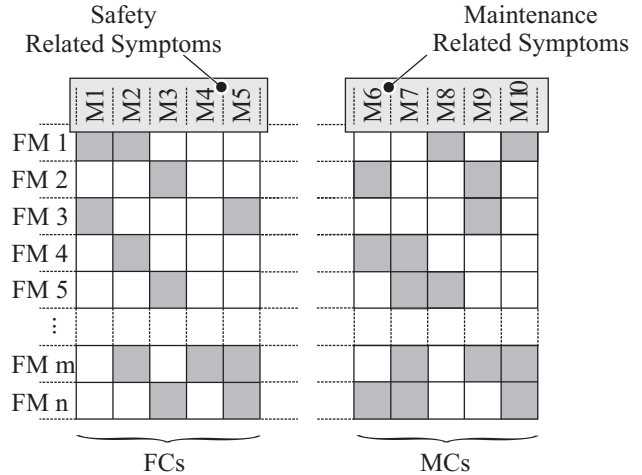 Safety
Related Symptoms
Maintenance
Related Symptoms
M1 M2 M3 M4 M5 M6 M7 M8 M9 M10
FM 1
FM 2
FM 3
FM 4
FM 5
...
FM m
FM n
FCs MCs